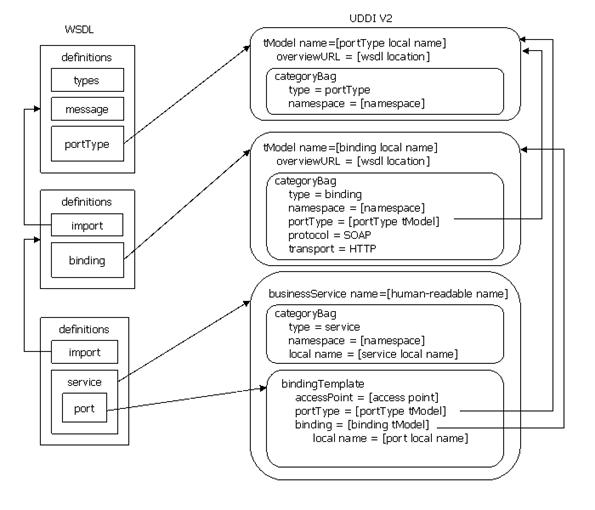 WSDL
definitions
types
message
portType
definitions
import
binding
definitions
import
service
port
UDDI V2
tModel name=[portType local name]
overviewURL = [wsdl location]
categoryBag
type = portType
namespace = [namespace]
tModel name=[binding local name]
overviewURL = [wsdl location]
categoryBag
type = binding
namespace = [namespace]
portType = [portType tModel]
protocol = SOAP
transport = HTTP
businessService name=[human-readable name]
categoryBag
type = service
namespace = [namespace]
local name = [service local name]
bindingTemplate
accessPoint = [access point]
portType = [portType tModel]
binding = [binding tModel]
local name = [port local name]